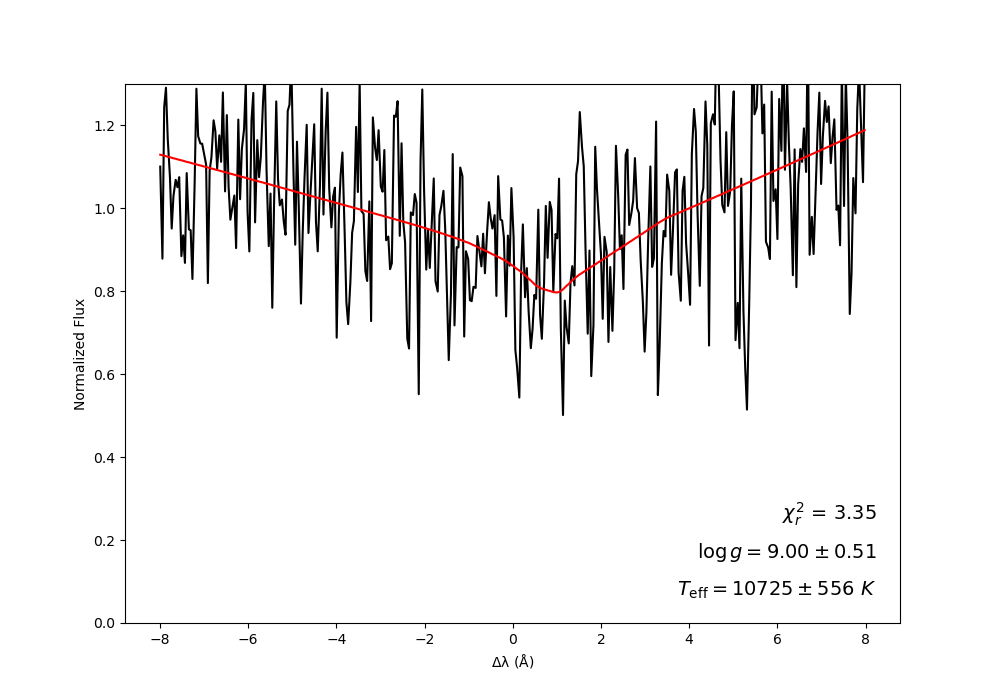 1.2
1.0
0.8
0.6
0.4
0.2
0.0
Normalized Flux
χ²ᵣ = 3.35
log g = 9.00 ± 0.51
T_eff = 10725 ± 556 K
−8 −6 −4 −2 0 2 4 6 8
Δλ (Å)